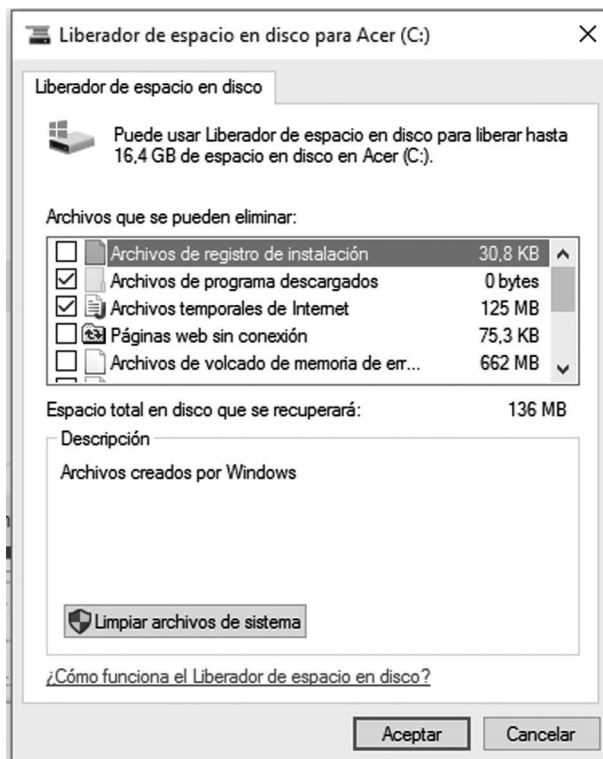 Liberador de espacio en disco para Acer (C:)
Liberador de espacio en disco
Puede usar Liberador de espacio en disco para liberar hasta
16,4 GB de espacio en disco en Acer (C:).
Archivos que se pueden eliminar:
Archivos de registro de instalación 30,8 KB
Archivos de programa descargados 0 bytes
Archivos temporales de Internet 125 MB
Páginas web sin conexión 75,3 KB
Archivos de volcado de memoria de err... 662 MB
Espacio total en disco que se recuperará: 136 MB
Descripción
Archivos creados por Windows
Limpiar archivos de sistema
¿Cómo funciona el Liberador de espacio en disco?
Aceptar Cancelar